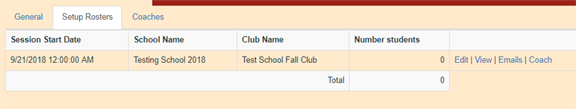 General Setup Rosters Coaches
Session Start Date School Name Club Name Number students
9/21/2018 12:00:00 AM Testing School 2018 Test School Fall Club 0 Edit | View | Emails | Coach
Total 0